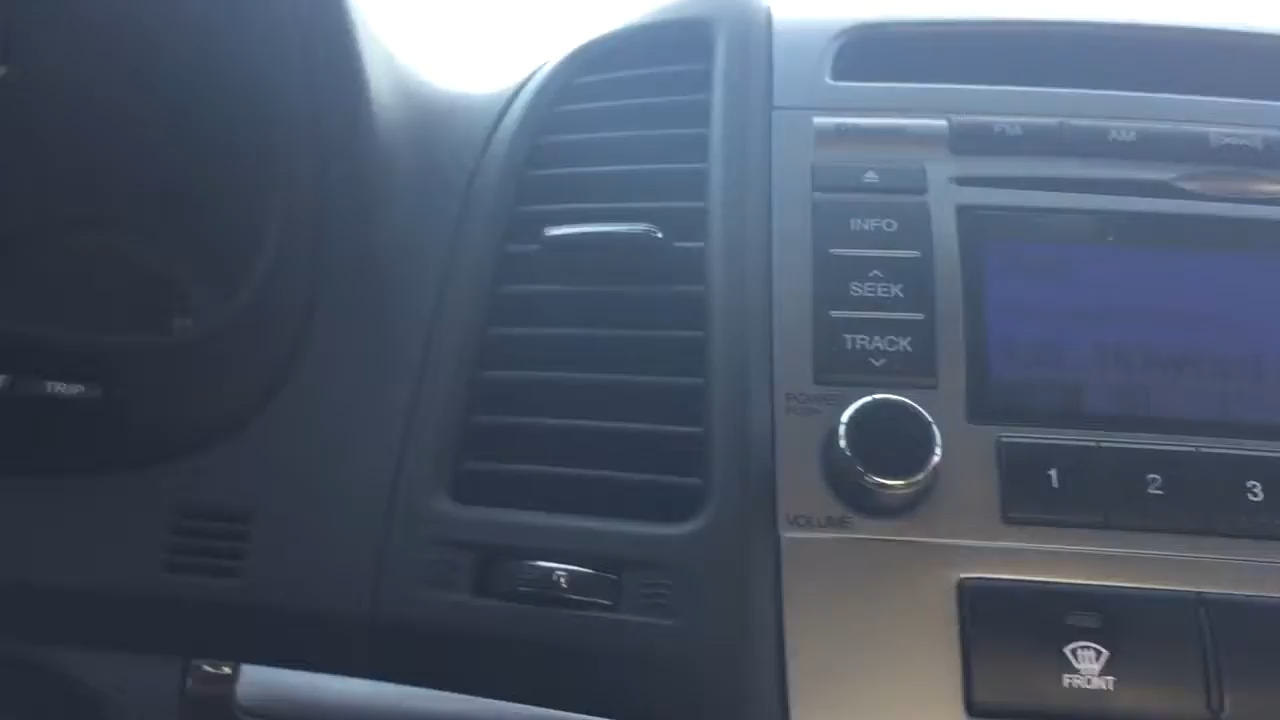 FM
AM
INFO
SEEK
TRACK
POWER
PUSH
VOLUME
1
2
3
TRIP
FRONT